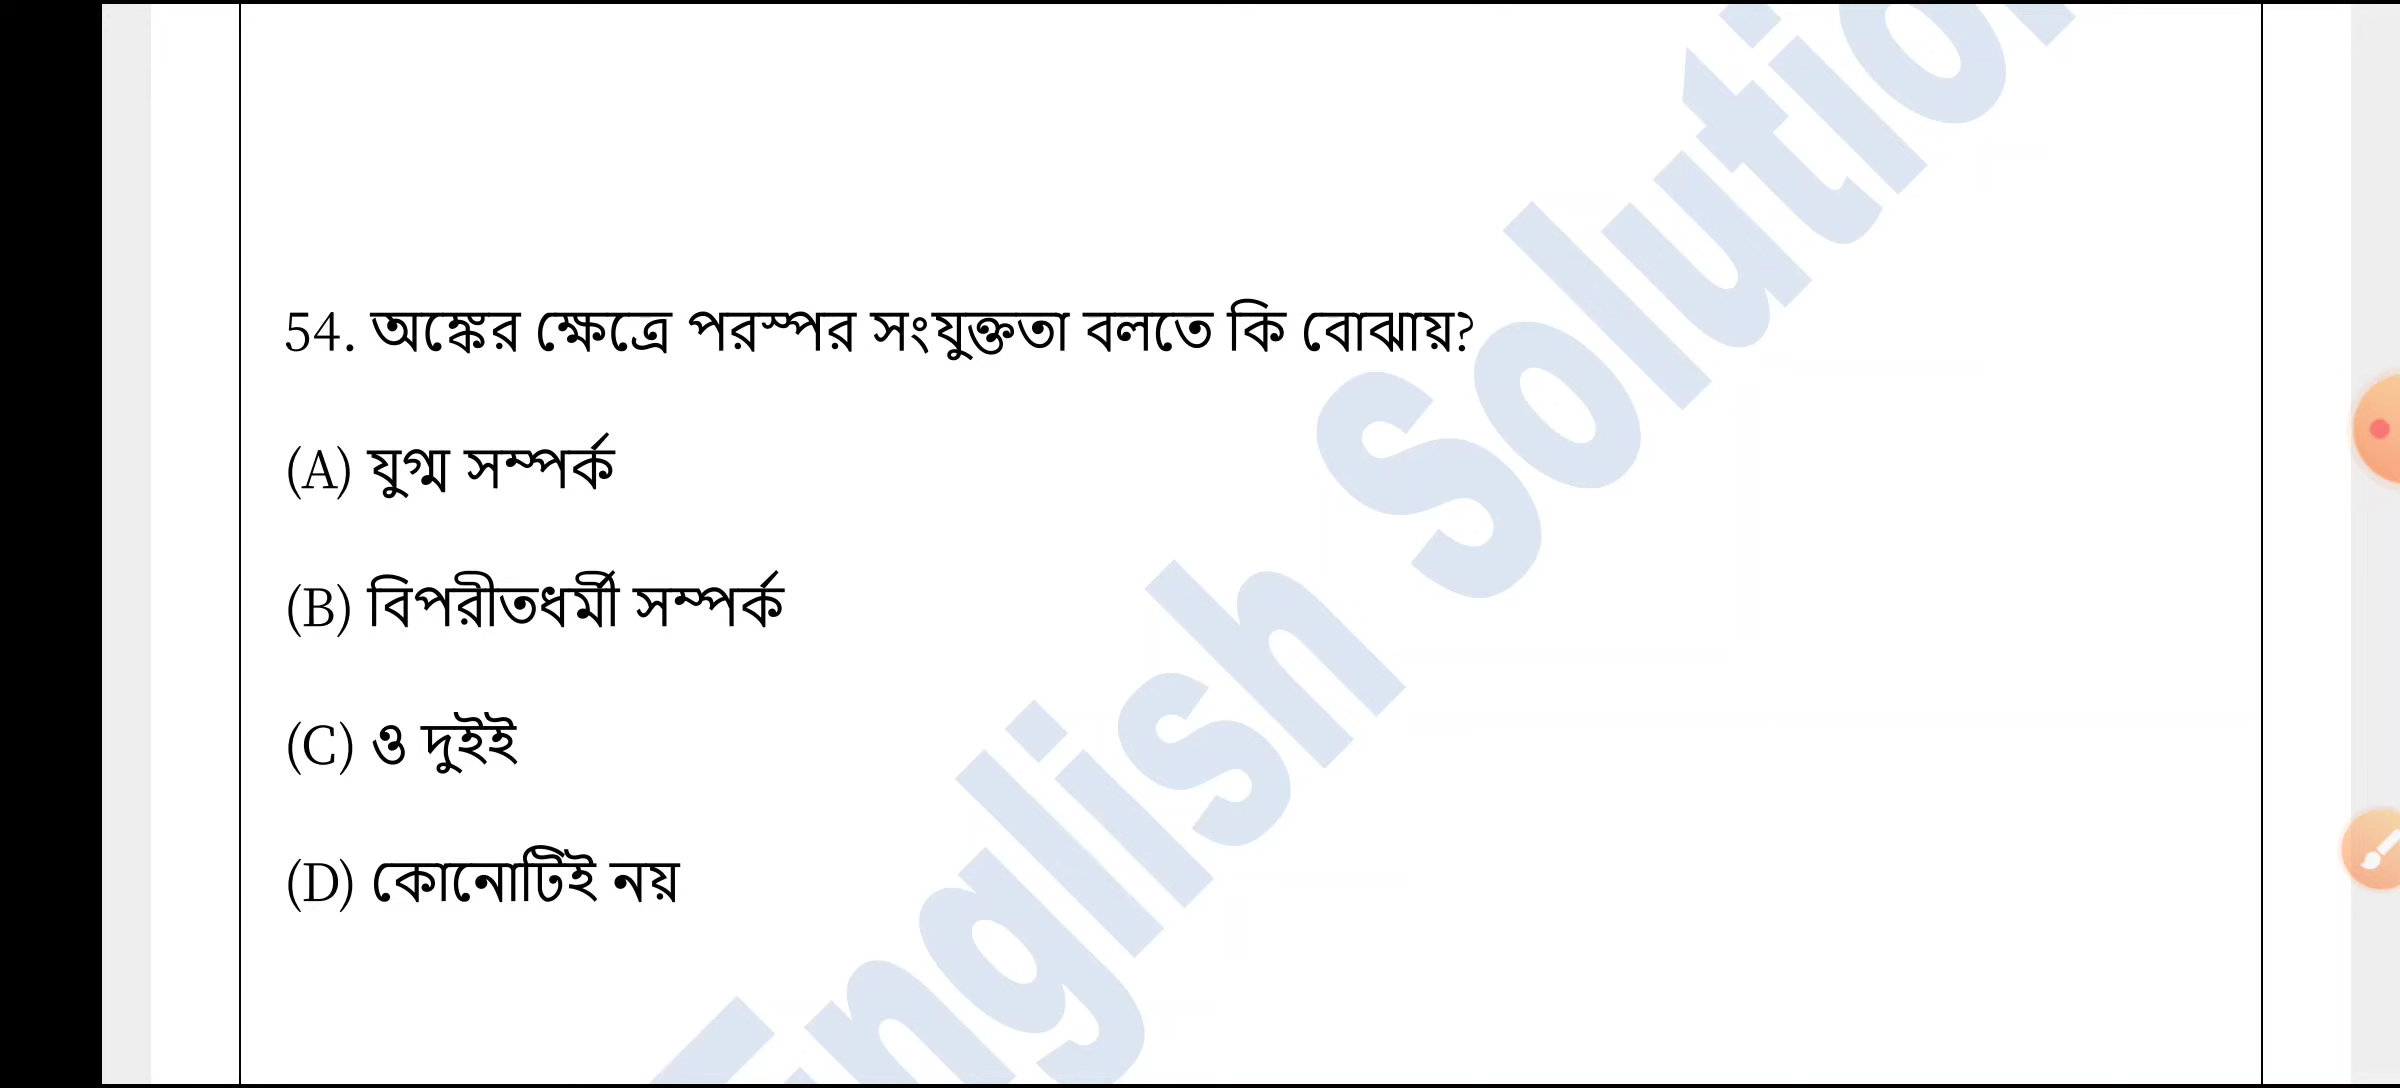 54. অঙ্কের ক্ষেত্রে পরস্পর সংযুক্ততা বলতে কি বোঝায়?
(A) যুগ্ম সম্পর্ক
(B) বিপরীতধর্মী সম্পর্ক
(C) ও দুইই
(D) কোনোটিই নয়
English Solution